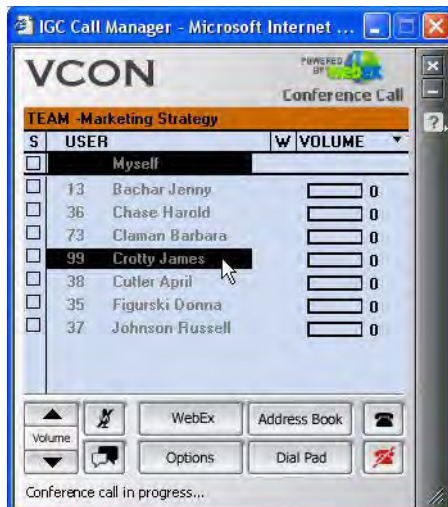 IGC Call Manager - Microsoft Internet ...
VCON
POWERED
BY WebEx
Conference Call
TEAM -Marketing Strategy
S USER W VOLUME
Myself
13 Bachar Jenny 0
36 Chase Harold 0
73 Claman Barbara 0
99 Crotty James 0
38 Cutler April 0
35 Figurski Donna 0
37 Johnson Russell 0
WebEx Address Book
Volume
Options Dial Pad
Conference call in progress...